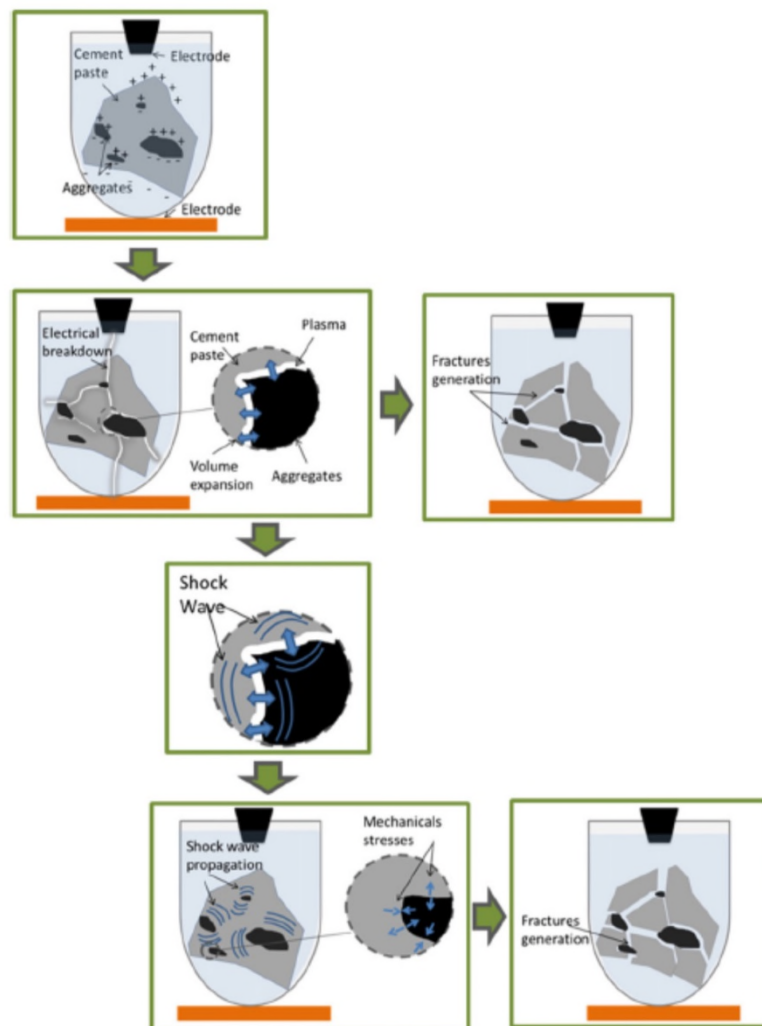 Cement
paste
Electrode
Aggregates
Electrode
Electrical
breakdown
Cement
paste
Plasma
Volume
expansion
Aggregates
Fractures
generation
Shock
Wave
Shock wave
propagation
Mechanicals
stresses
Fractures
generation